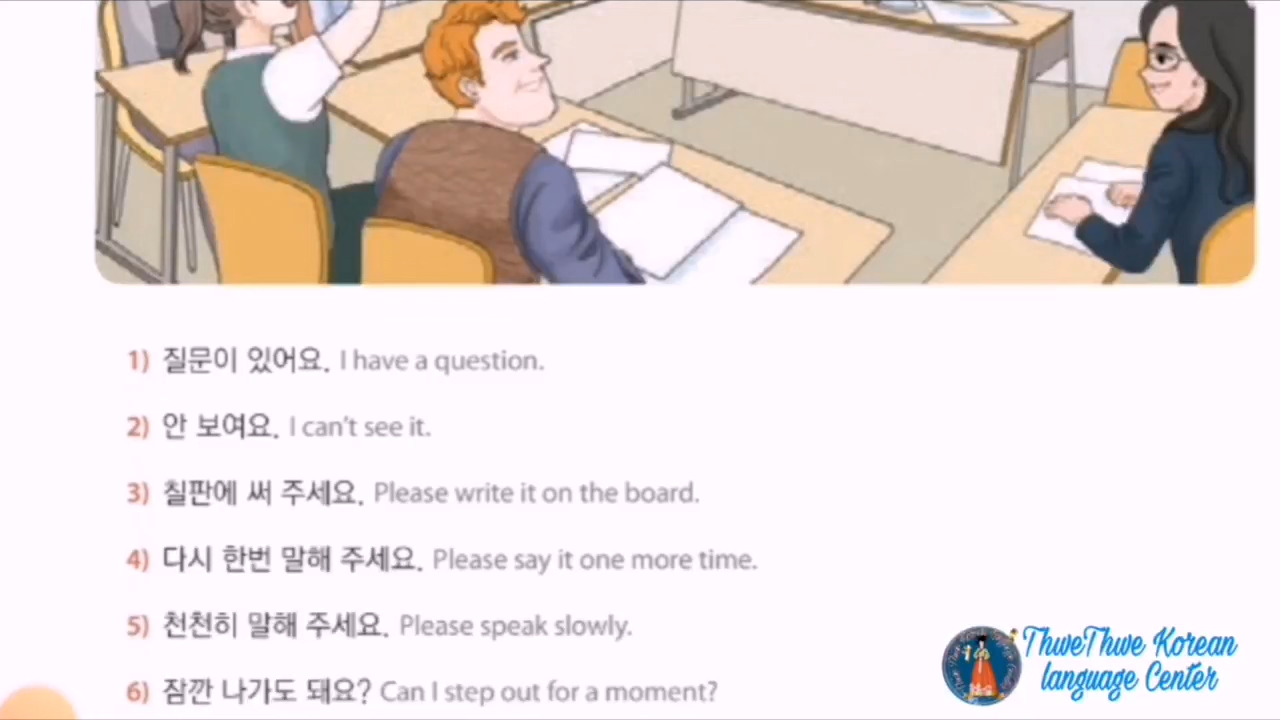 1) 질문이 있어요. I have a question.
2) 안 보여요. I can't see it.
3) 칠판에 써 주세요. Please write it on the board.
4) 다시 한번 말해 주세요. Please say it one more time.
5) 천천히 말해 주세요. Please speak slowly.
6) 잠깐 나가도 돼요? Can I step out for a moment?
ThweThwe Korean
language Center